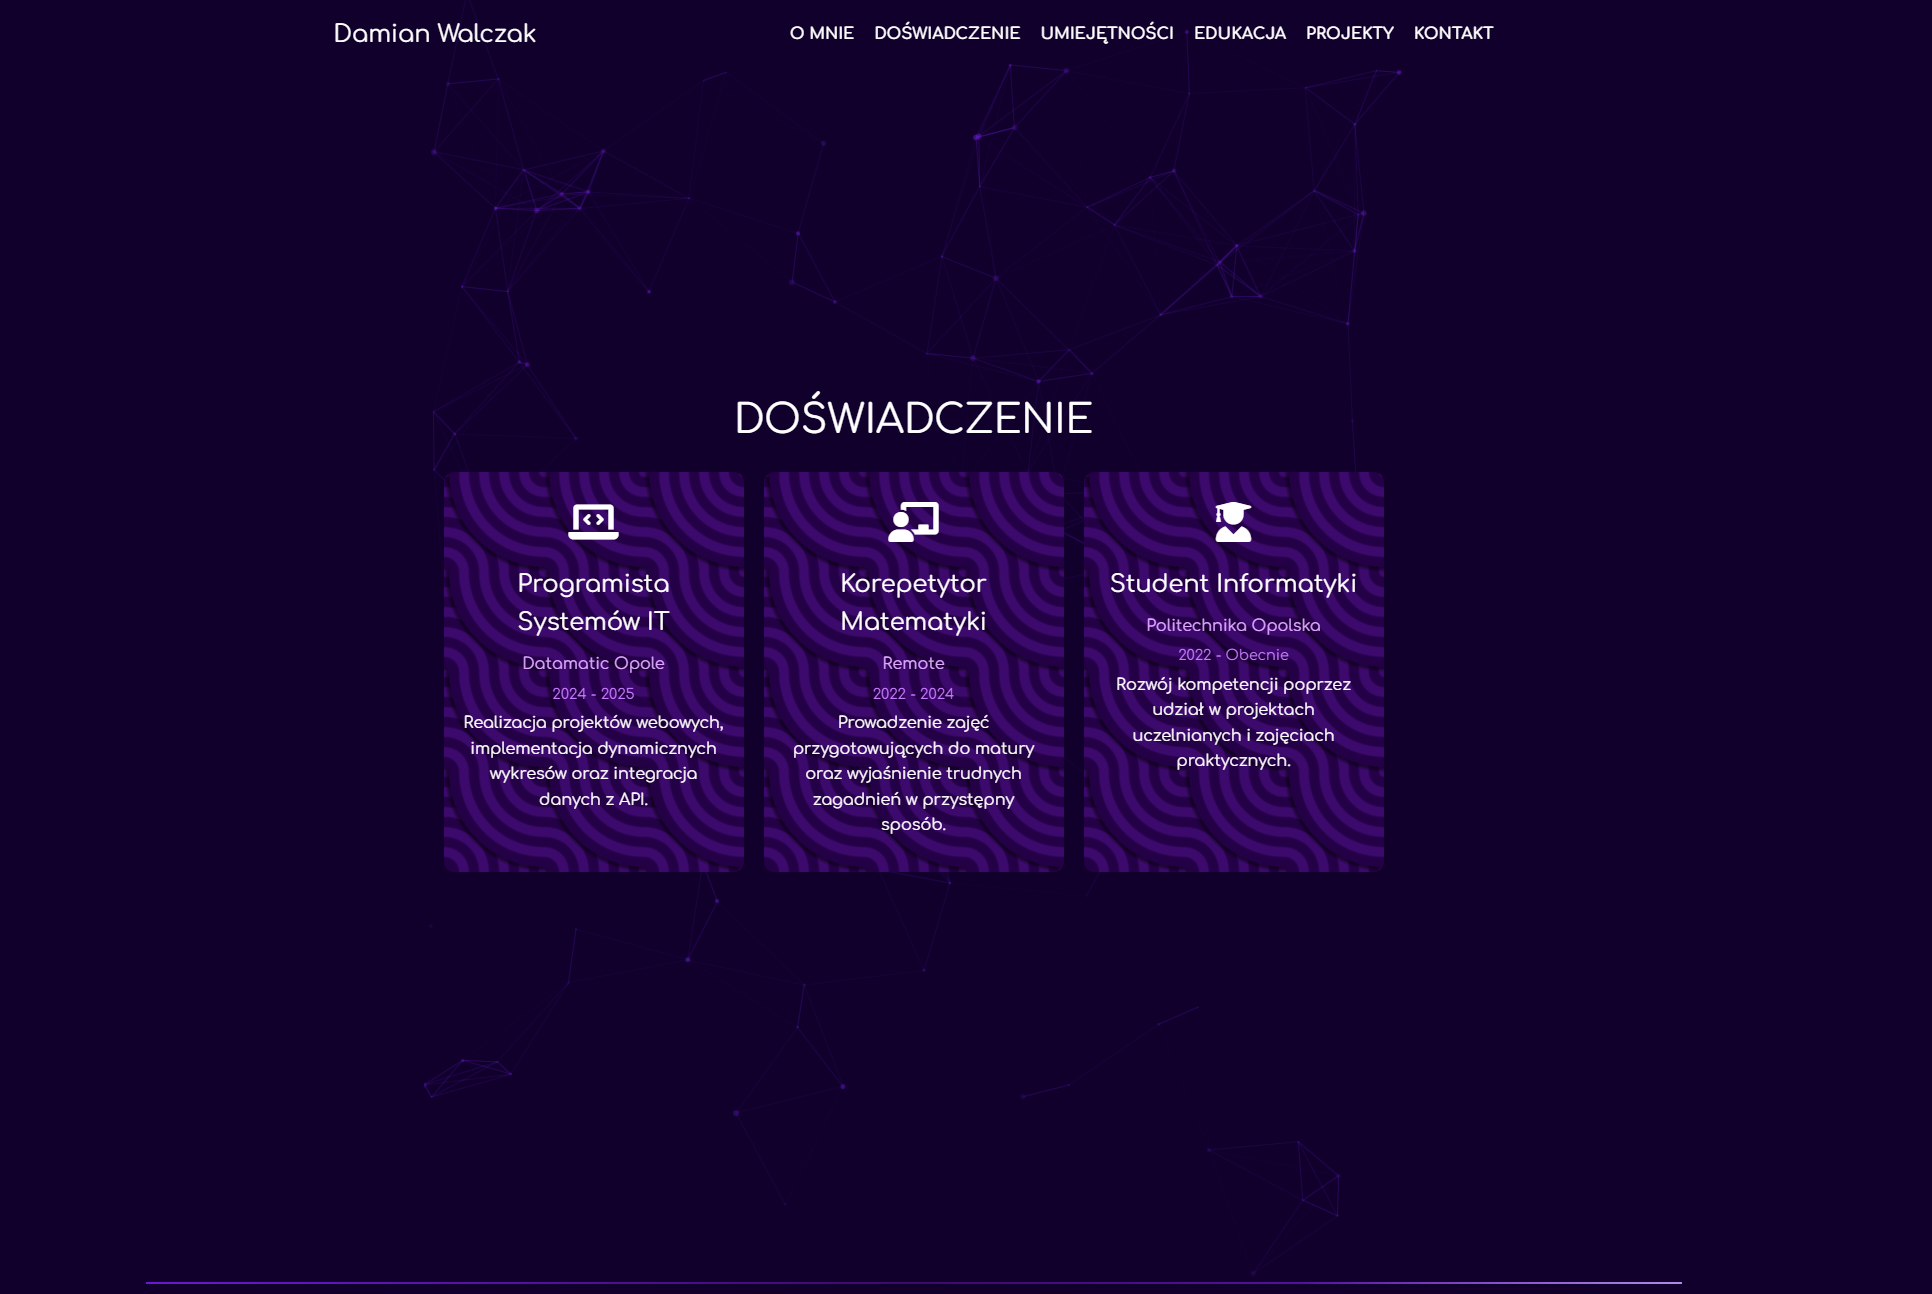 Damian Walczak
O MNIE DOŚWIADCZENIE UMIEJĘTNOŚCI EDUKACJA PROJEKTY KONTAKT
DOŚWIADCZENIE
Programista
Systemów IT
Datamatic Opole
2024 - 2025
Realizacja projektów webowych,
implementacja dynamicznych
wykresów oraz integracja
danych z API.
Korepetytor
Matematyki
Remote
2022 - 2024
Prowadzenie zajęć
przygotowujących do matury
oraz wyjaśnienie trudnych
zagadnień w przystępny
sposób.
Student Informatyki
Politechnika Opolska
2022 - Obecnie
Rozwój kompetencji poprzez
udział w projektach
uczelnianych i zajęciach
praktycznych.